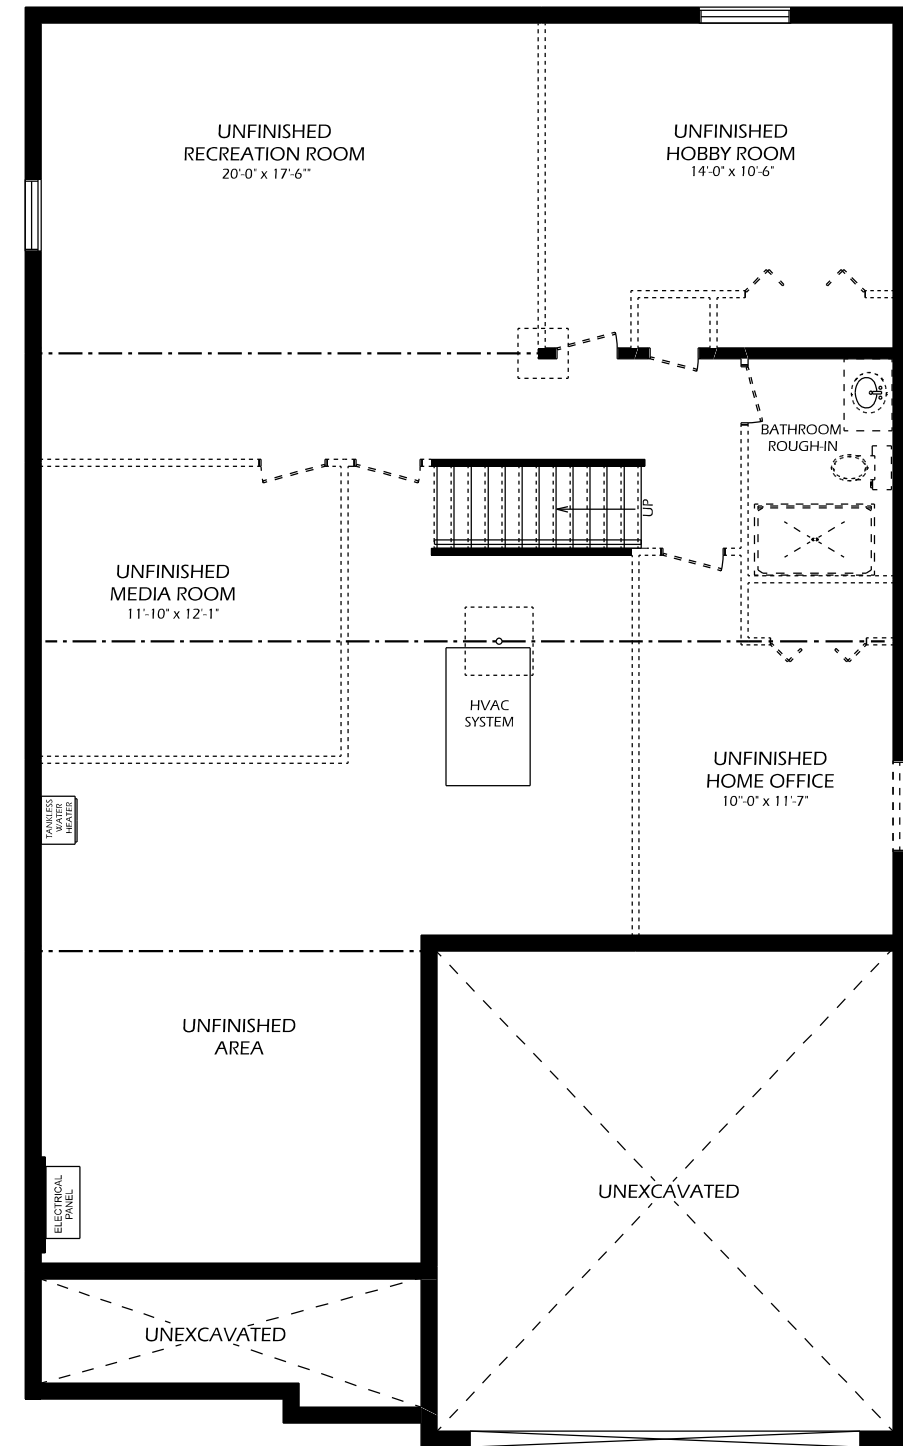 UNFINISHED
RECREATION ROOM
20'-0" x 17'-6""
UNFINISHED
HOBBY ROOM
14'-0" x 10'-6"
BATHROOM
ROUGH-IN
UP
UNFINISHED
MEDIA ROOM
11'-10" x 12'-1"
HVAC
SYSTEM
UNFINISHED
HOME OFFICE
10"-0" x 11'-7"
TANKLESS
WATER
HEATER
UNFINISHED
AREA
ELECTRICAL
PANEL
UNEXCAVATED
UNEXCAVATED